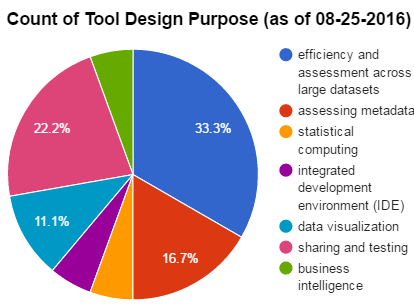 Count of Tool Design Purpose (as of 08-25-2016)
33.3%
16.7%
11.1%
22.2%
efficiency and
assessment across
large datasets
assessing metadata
statistical
computing
integrated
development
environment (IDE)
data visualization
sharing and testing
business
intelligence